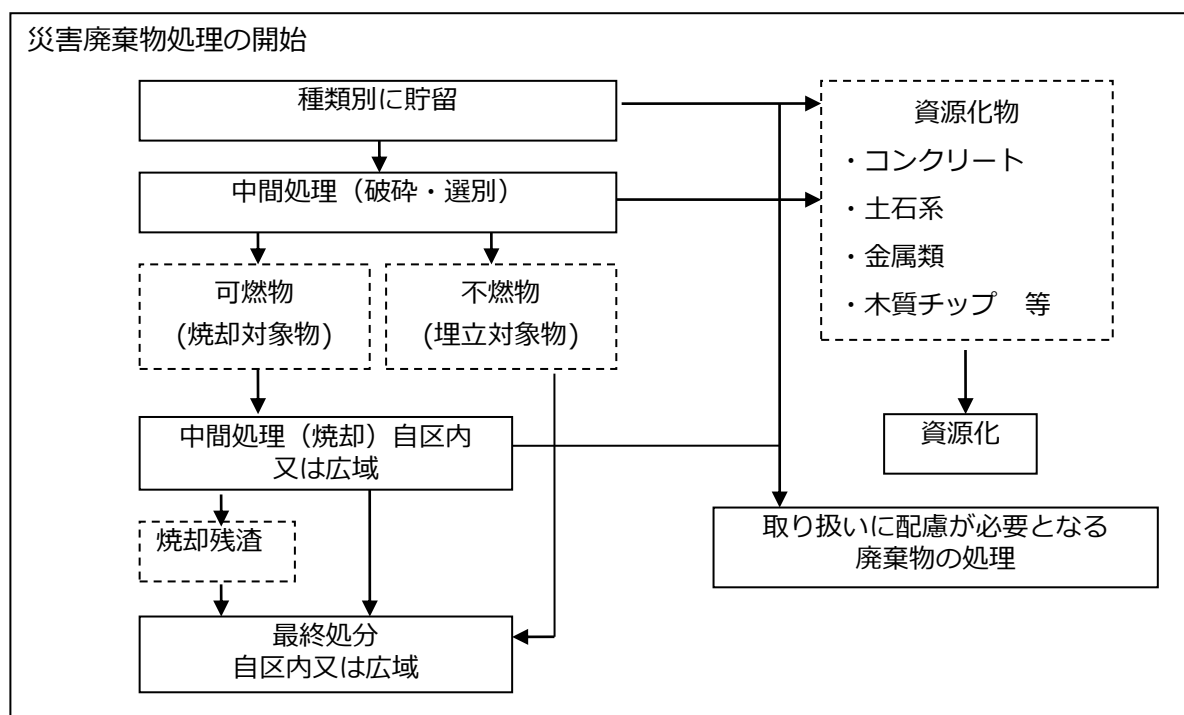 災害廃棄物処理の開始
種類別に貯留
中間処理（破砕・選別）
可燃物
(焼却対象物)
不燃物
(埋立対象物)
中間処理（焼却）自区内
又は広域
焼却残渣
最終処分
自区内又は広域
資源化物
・コンクリート
・土石系
・金属類
・木質チップ　等
資源化
取り扱いに配慮が必要となる
廃棄物の処理